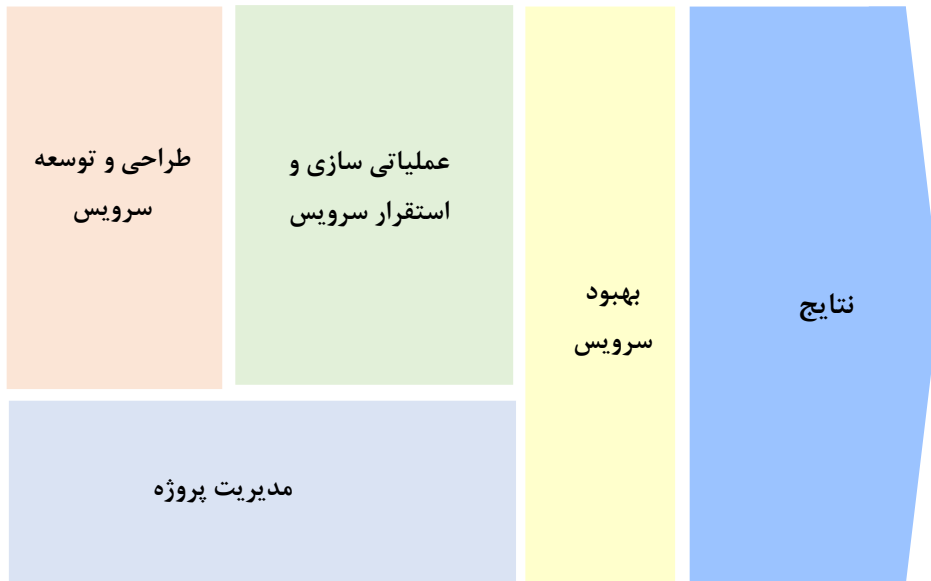 طراحی و توسعه
سرویس
عملیاتی سازی و
استقرار سرویس
بهبود
سرویس
نتایج
مدیریت پروژه